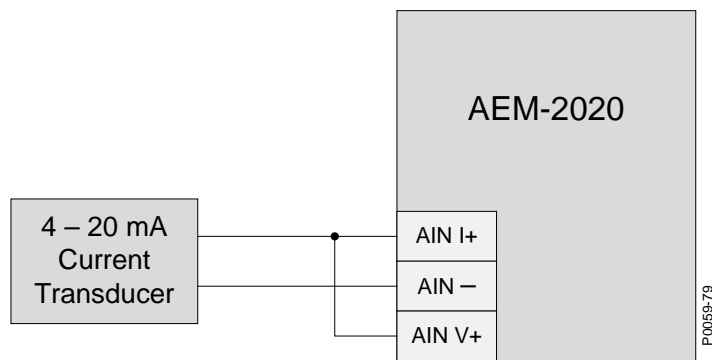 AEM-2020
4 – 20 mA
Current
Transducer
AIN I+
AIN –
AIN V+
P0059-79